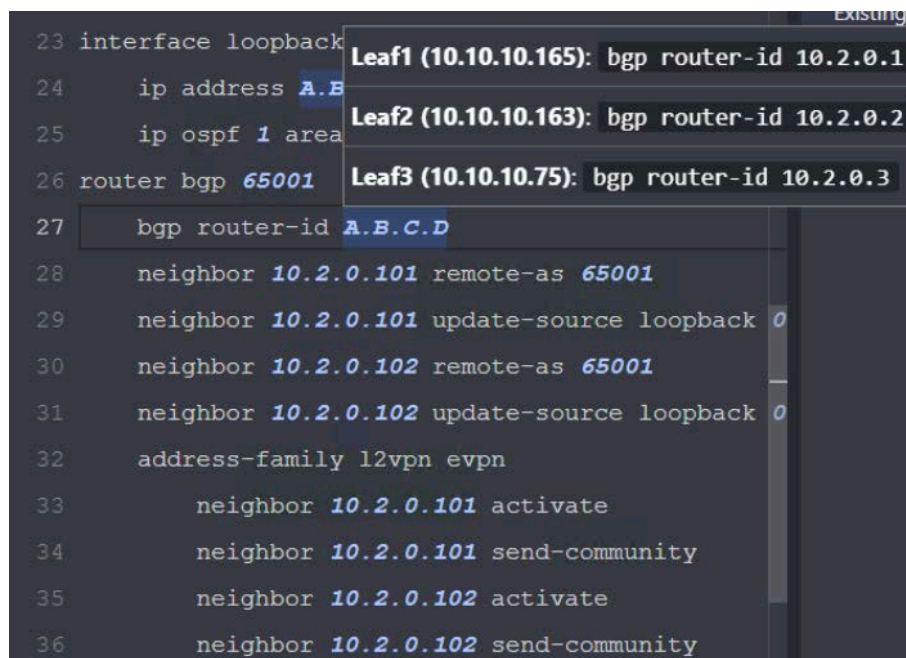 Existing
23 interface loopback
24 ip address A.B
25 ip ospf 1 area
26 router bgp 65001
27 bgp router-id A.B.C.D
28 neighbor 10.2.0.101 remote-as 65001
29 neighbor 10.2.0.101 update-source loopback 0
30 neighbor 10.2.0.102 remote-as 65001
31 neighbor 10.2.0.102 update-source loopback 0
32 address-family l2vpn evpn
33 neighbor 10.2.0.101 activate
34 neighbor 10.2.0.101 send-community
35 neighbor 10.2.0.102 activate
36 neighbor 10.2.0.102 send-community
Leaf1 (10.10.10.165): bgp router-id 10.2.0.1
Leaf2 (10.10.10.163): bgp router-id 10.2.0.2
Leaf3 (10.10.10.75): bgp router-id 10.2.0.3